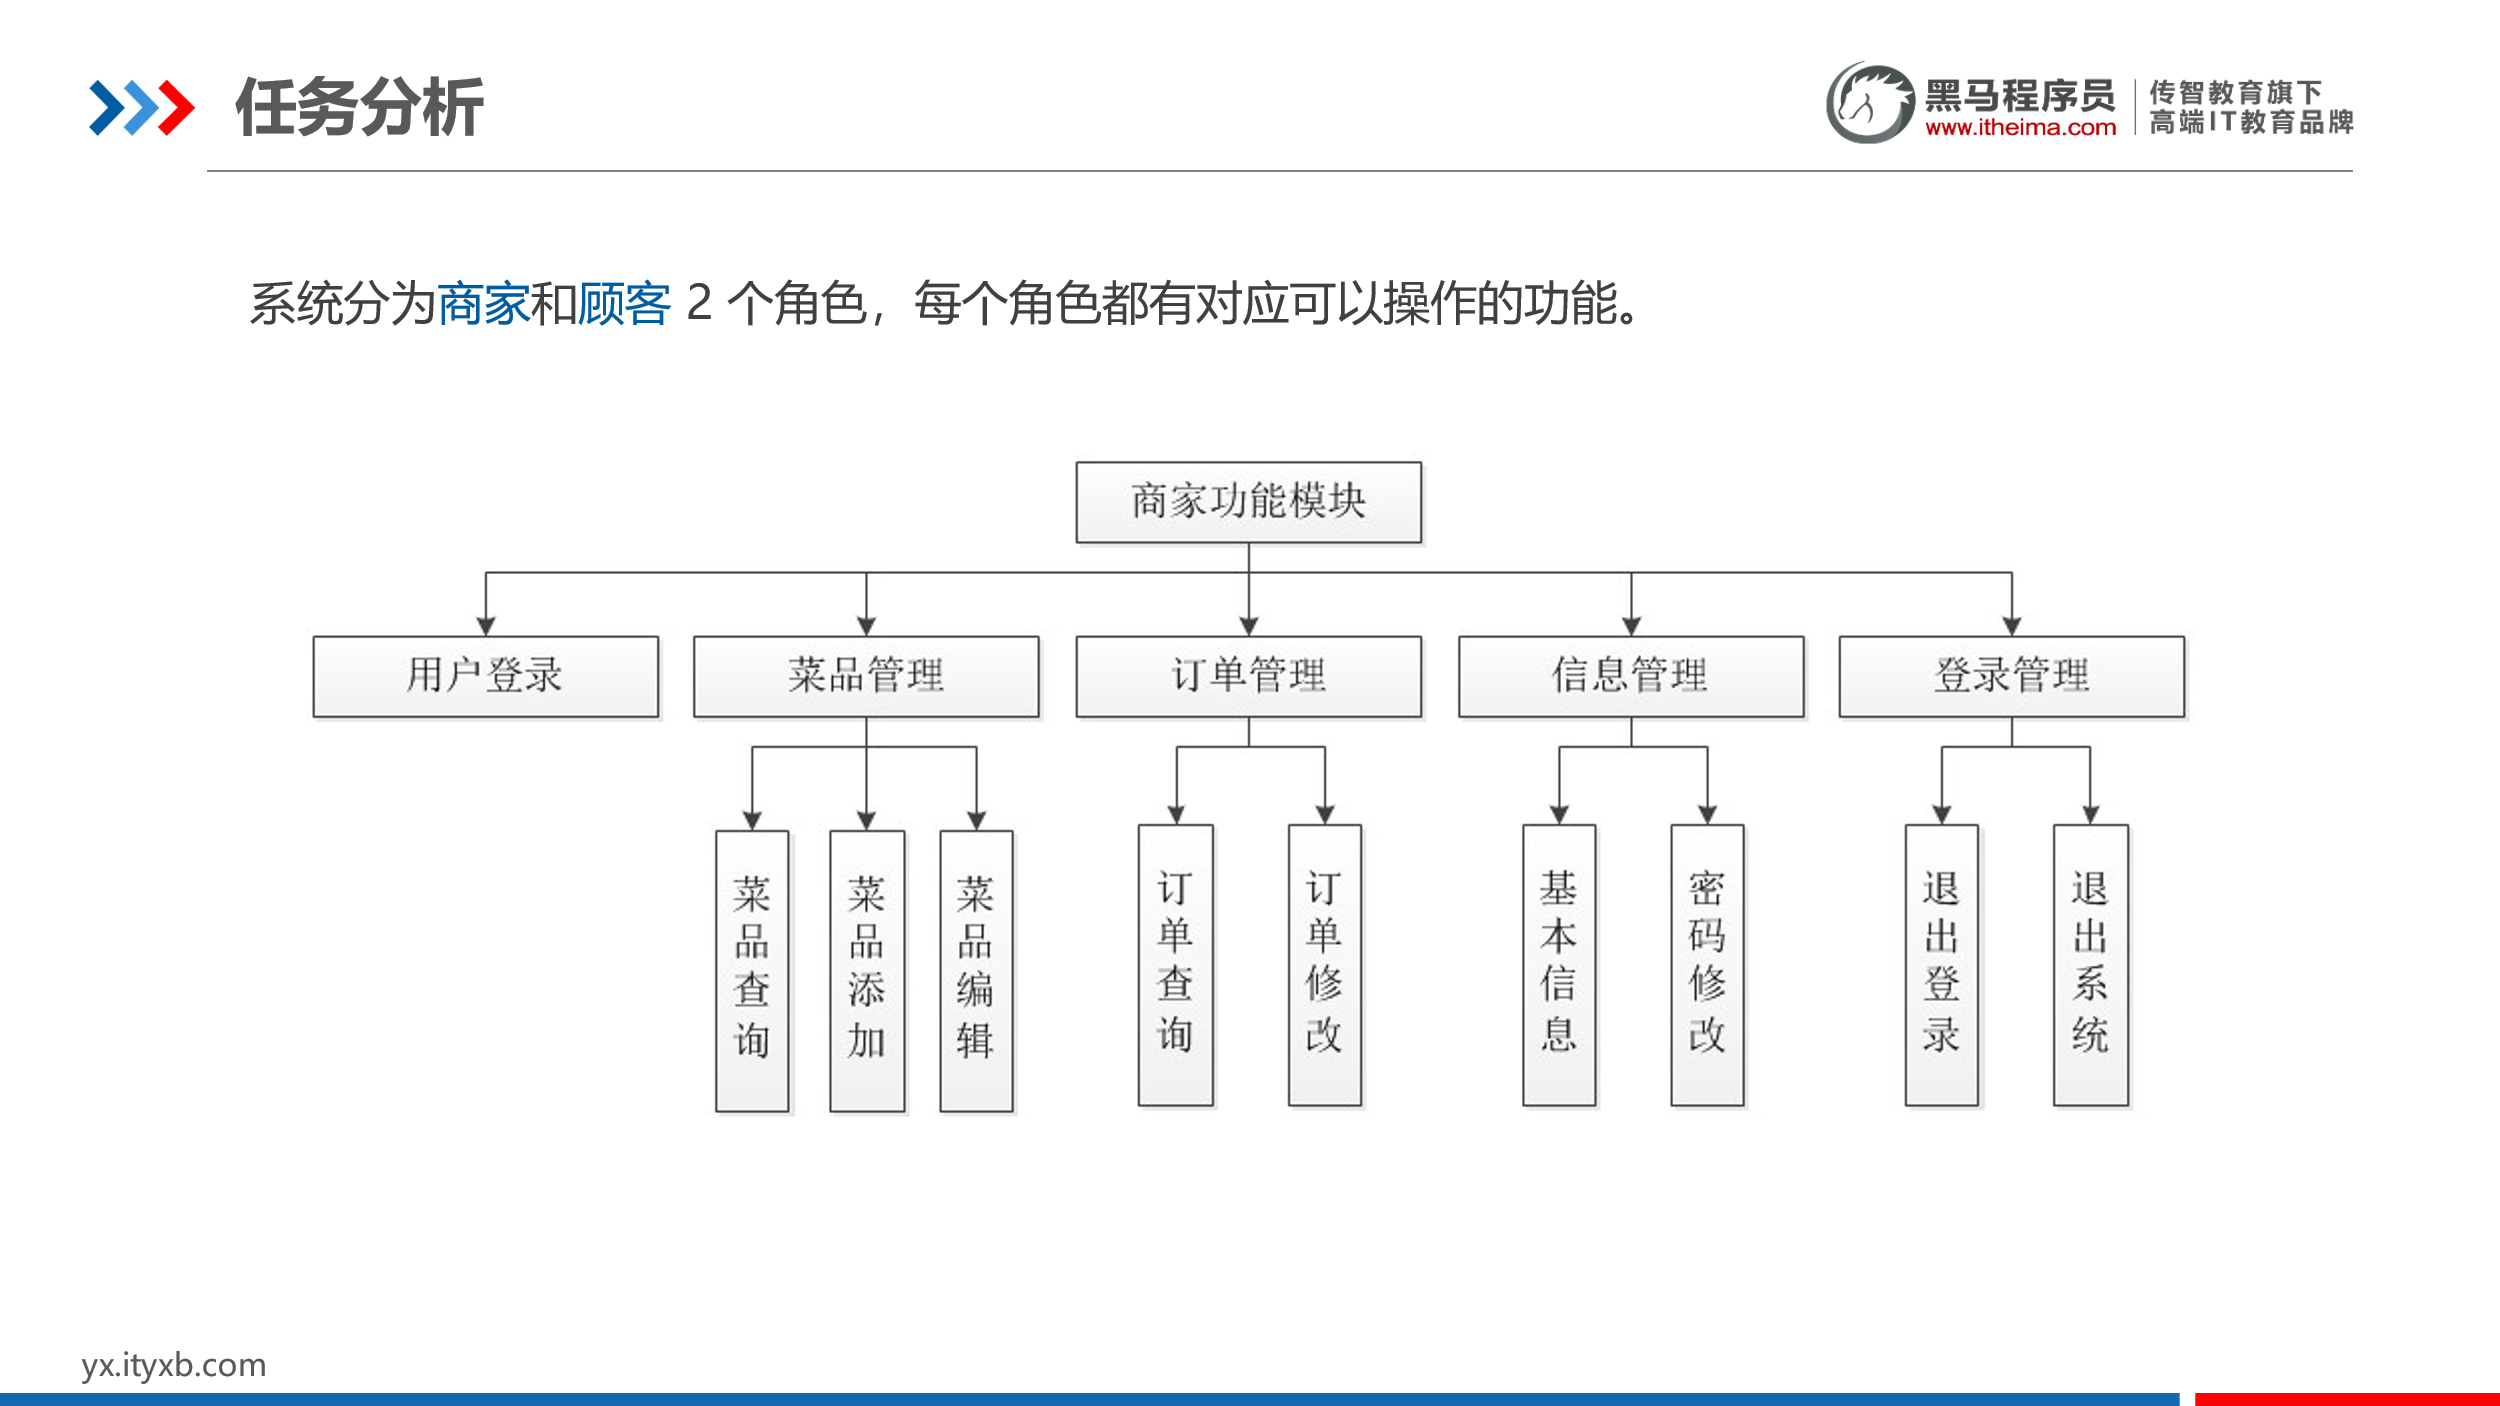 任务分析
黑马程序员
www.itheima.com
传智教育旗下
高端IT教育品牌
系统分为商家和顾客 2 个角色，每个角色都有对应可以操作的功能。
商家功能模块
用户登录
菜品管理
订单管理
信息管理
登录管理
菜品查询
菜品添加
菜品编辑
订单查询
订单修改
基本信息
密码修改
退出登录
退出系统
yx.ityxb.com